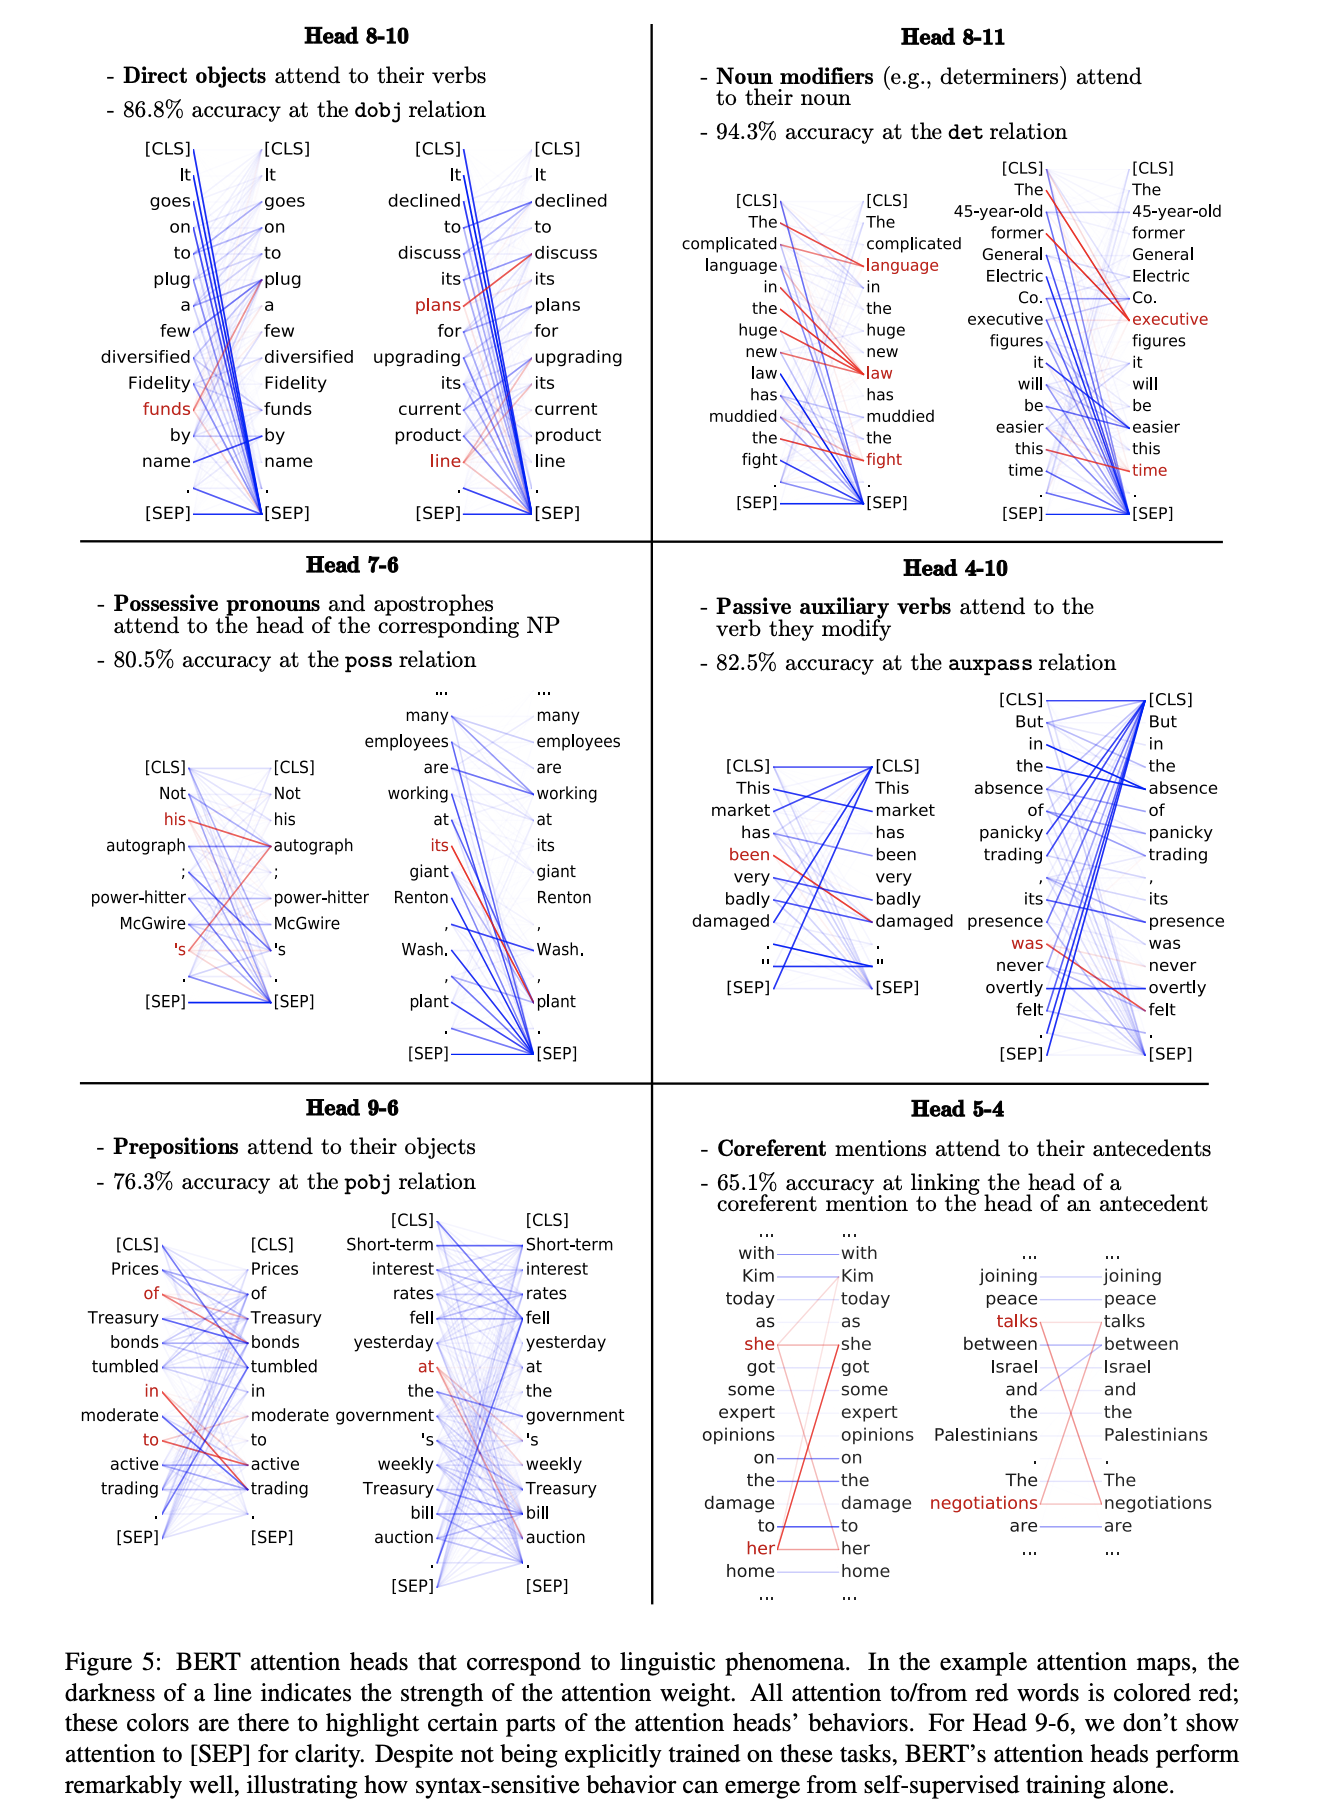 Head 8-10
- Direct objects attend to their verbs
- 86.8% accuracy at the dobj relation
[CLS] [CLS]
It It
goes goes
on on
to to
plug plug
a a
few few
diversified diversified
Fidelity Fidelity
funds funds
by by
name name
. .
[SEP] [SEP]
[CLS] [CLS]
It It
declined declined
to to
discuss discuss
its its
plans plans
for for
upgrading upgrading
its its
current current
product product
line line
. .
[SEP] [SEP]
Head 8-11
- Noun modifiers (e.g., determiners) attend
to their noun
- 94.3% accuracy at the det relation
[CLS] [CLS]
The The
complicated complicated
language language
in in
the the
huge huge
new new
law law
has has
muddied muddied
the the
fight fight
. .
[SEP] [SEP]
[CLS] [CLS]
The The
45-year-old 45-year-old
former former
General General
Electric Electric
Co. Co.
executive executive
figures figures
it it
will will
be be
easier easier
this this
time time
. .
[SEP] [SEP]
Head 7-6
- Possessive pronouns and apostrophes
attend to the head of the corresponding NP
- 80.5% accuracy at the poss relation
[CLS] [CLS]
Not Not
his his
autograph autograph
; ;
power-hitter power-hitter
McGwire McGwire
's 's
. .
[SEP] [SEP]
... ...
many many
employees employees
are are
working working
at at
its its
giant giant
Renton Renton
, ,
Wash. Wash.
, ,
plant plant
. .
[SEP] [SEP]
Head 4-10
- Passive auxiliary verbs attend to the
verb they modify
- 82.5% accuracy at the auxpass relation
[CLS] [CLS]
This This
market market
has has
been been
very very
badly badly
damaged damaged
. .
" "
[SEP] [SEP]
[CLS] [CLS]
But But
in in
the the
absence absence
of of
panicky panicky
trading trading
, ,
its its
presence presence
was was
never never
overtly overtly
felt felt
. .
[SEP] [SEP]
Head 9-6
- Prepositions attend to their objects
- 76.3% accuracy at the pobj relation
[CLS] [CLS]
Prices Prices
of of
Treasury Treasury
bonds bonds
tumbled tumbled
in in
moderate moderate
to to
active active
trading trading
. .
[SEP] [SEP]
[CLS] [CLS]
Short-term Short-term
interest interest
rates rates
fell fell
yesterday yesterday
at at
the the
government government
's 's
weekly weekly
Treasury Treasury
bill bill
auction auction
. .
[SEP] [SEP]
Head 5-4
- Coreferent mentions attend to their antecedents
- 65.1% accuracy at linking the head of a
coreferent mention to the head of an antecedent
... ...
with with
Kim Kim
today today
as as
she she
got got
some some
expert expert
opinions opinions
on on
the the
damage damage
to to
her her
home home
... ...
... ...
joining joining
peace peace
talks talks
between between
Israel Israel
and and
the the
Palestinians Palestinians
. .
The The
negotiations negotiations
are are
... ...
Figure 5: BERT attention heads that correspond to linguistic phenomena. In the example attention maps, the
darkness of a line indicates the strength of the attention weight. All attention to/from red words is colored red;
these colors are there to highlight certain parts of the attention heads' behaviors. For Head 9-6, we don't show
attention to [SEP] for clarity. Despite not being explicitly trained on these tasks, BERT's attention heads perform
remarkably well, illustrating how syntax-sensitive behavior can emerge from self-supervised training alone.